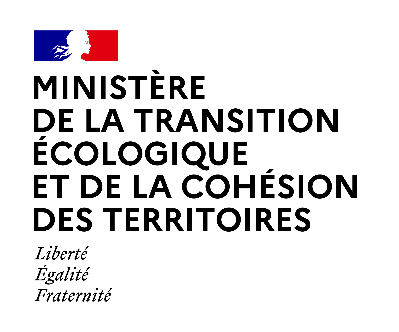 MINISTÈRE
DE LA TRANSITION
ÉCOLOGIQUE
ET DE LA COHÉSION
DES TERRITOIRES
Liberté
Égalité
Fraternité